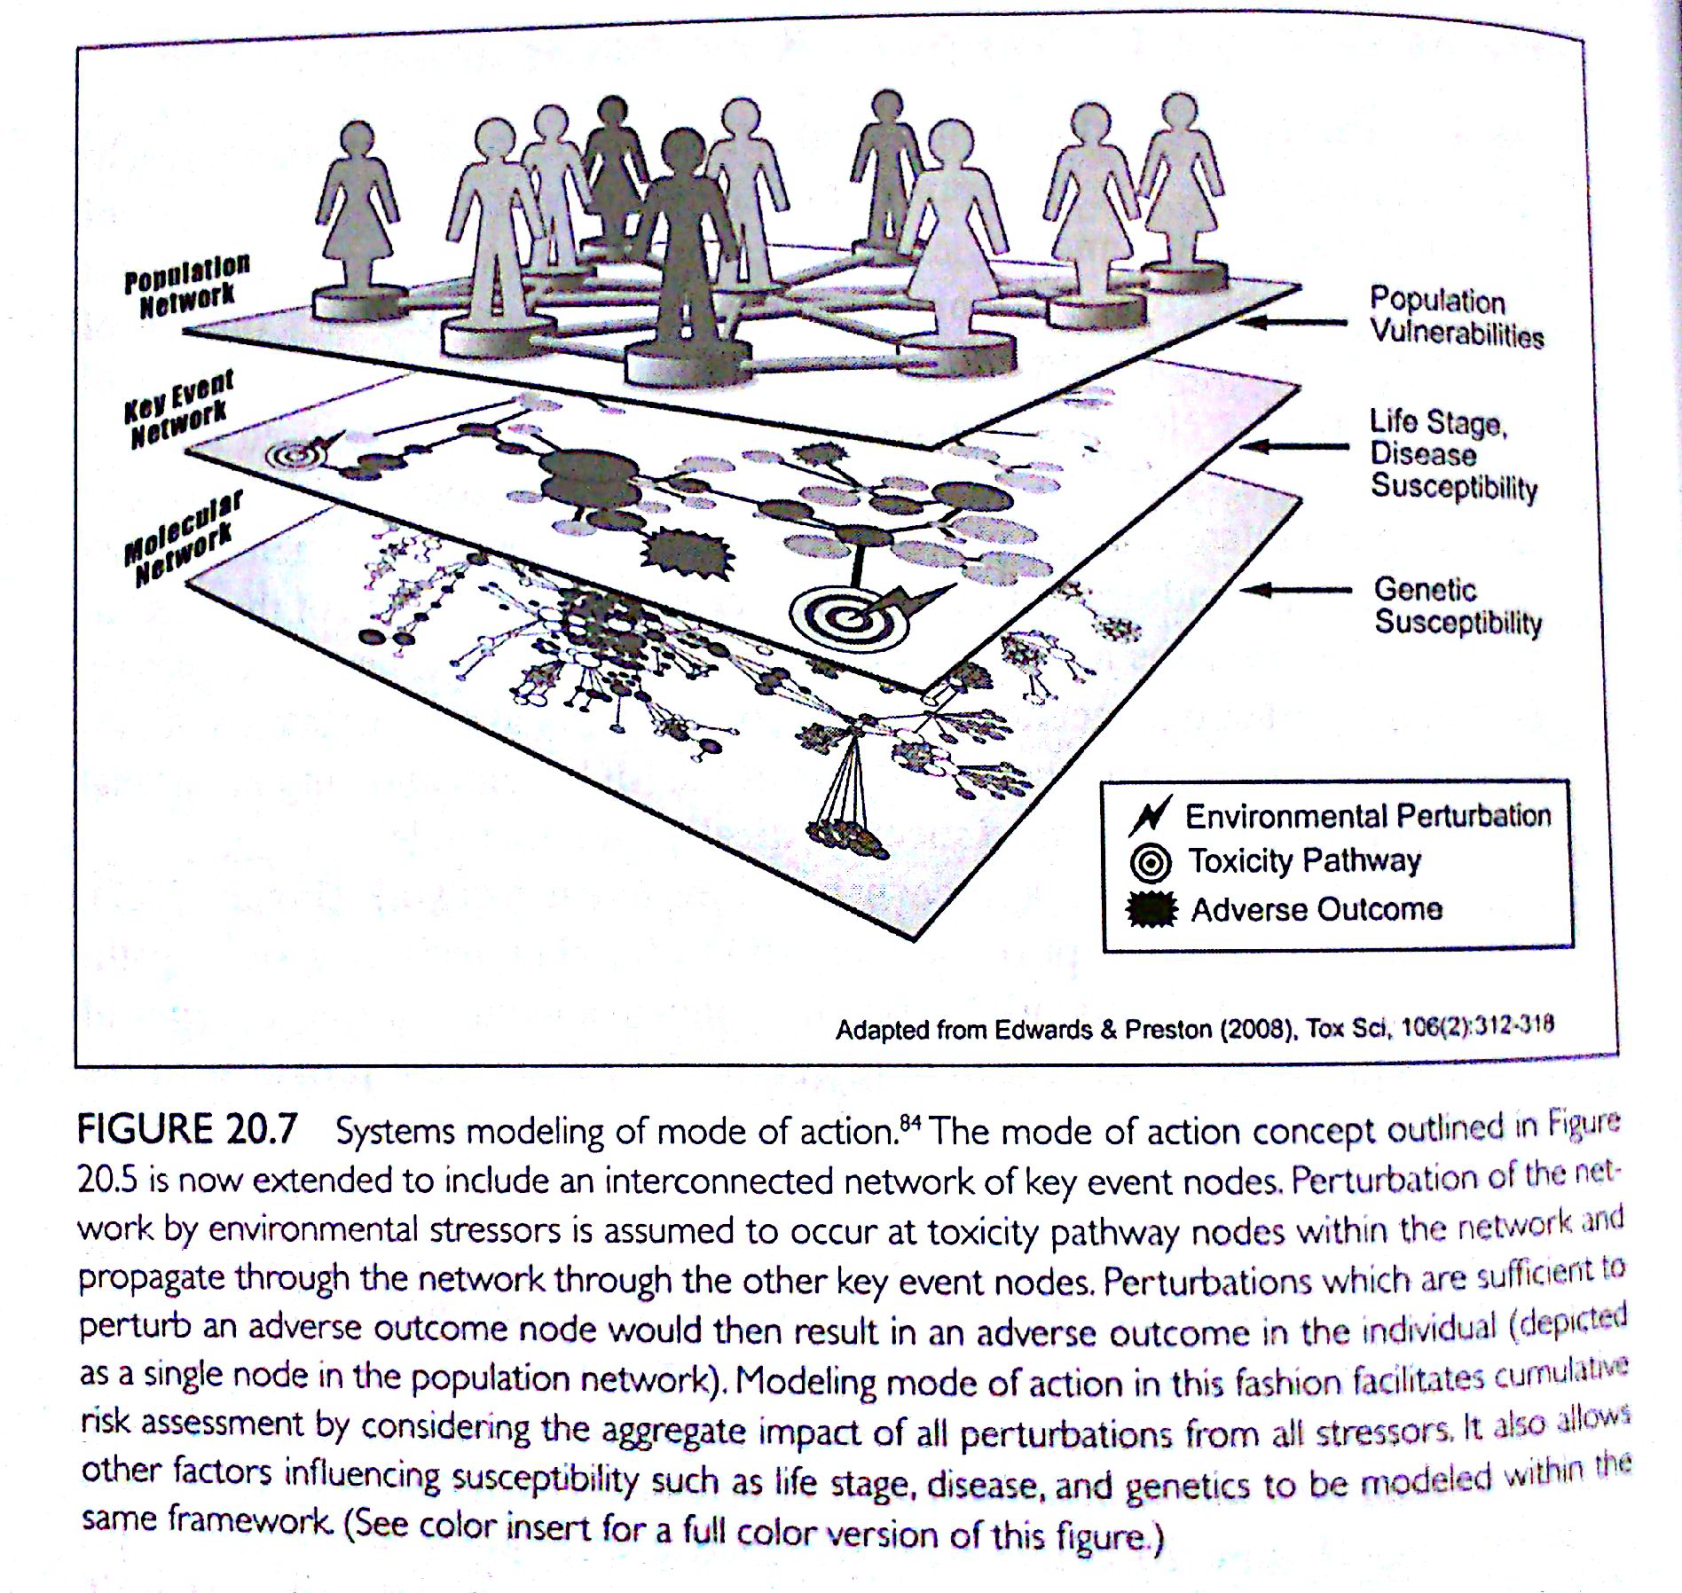 Population
Network
Key Event
Network
Molecular
Network
Population
Vulnerabilities
Life Stage,
Disease
Susceptibility
Genetic
Susceptibility
Environmental Perturbation
Toxicity Pathway
Adverse Outcome
Adapted from Edwards & Preston (2008), Tox Sci, 106(2):312-318
FIGURE 20.7 Systems modeling of mode of action.⁸⁴ The mode of action concept outlined in Figure
20.5 is now extended to include an interconnected network of key event nodes. Perturbation of the net-
work by environmental stressors is assumed to occur at toxicity pathway nodes within the network and
propagate through the network through the other key event nodes. Perturbations which are sufficient to
perturb an adverse outcome node would then result in an adverse outcome in the individual (depicted
as a single node in the population network). Modeling mode of action in this fashion facilitates cumulative
risk assessment by considering the aggregate impact of all perturbations from all stressors. It also allows
other factors influencing susceptibility such as life stage, disease, and genetics to be modeled within the
same framework. (See color insert for a full color version of this figure.)